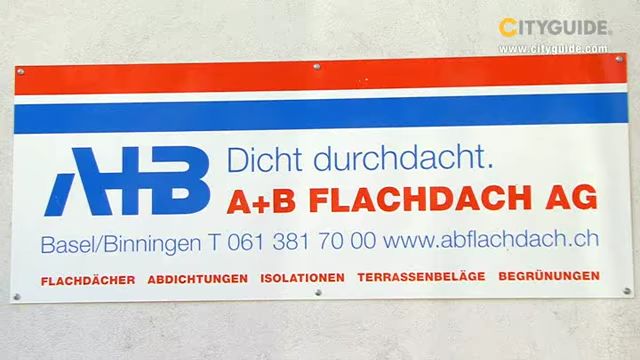 CITYGUIDE®
www.cityguide.com
A+B
Dicht durchdacht.
A+B FLACHDACH AG
Basel/Binningen T 061 381 70 00 www.abflachdach.ch
FLACHDÄCHER ABDICHTUNGEN ISOLATIONEN TERRASSENBELÄGE BEGRÜNUNGEN